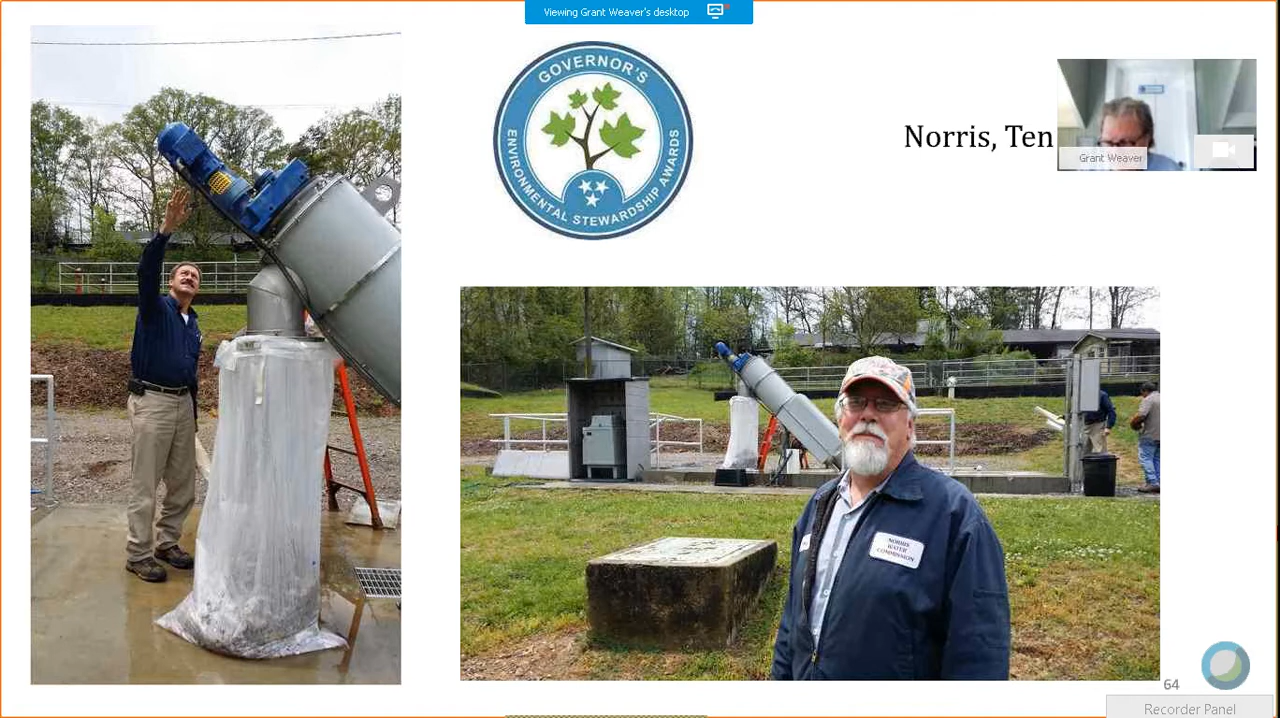 Viewing Grant Weaver's desktop
GOVERNOR'S
ENVIRONMENTAL STEWARDSHIP AWARDS
Norris, Ten
Grant Weaver
NORRIS
WATER
COMMISSION
64
Recorder Panel